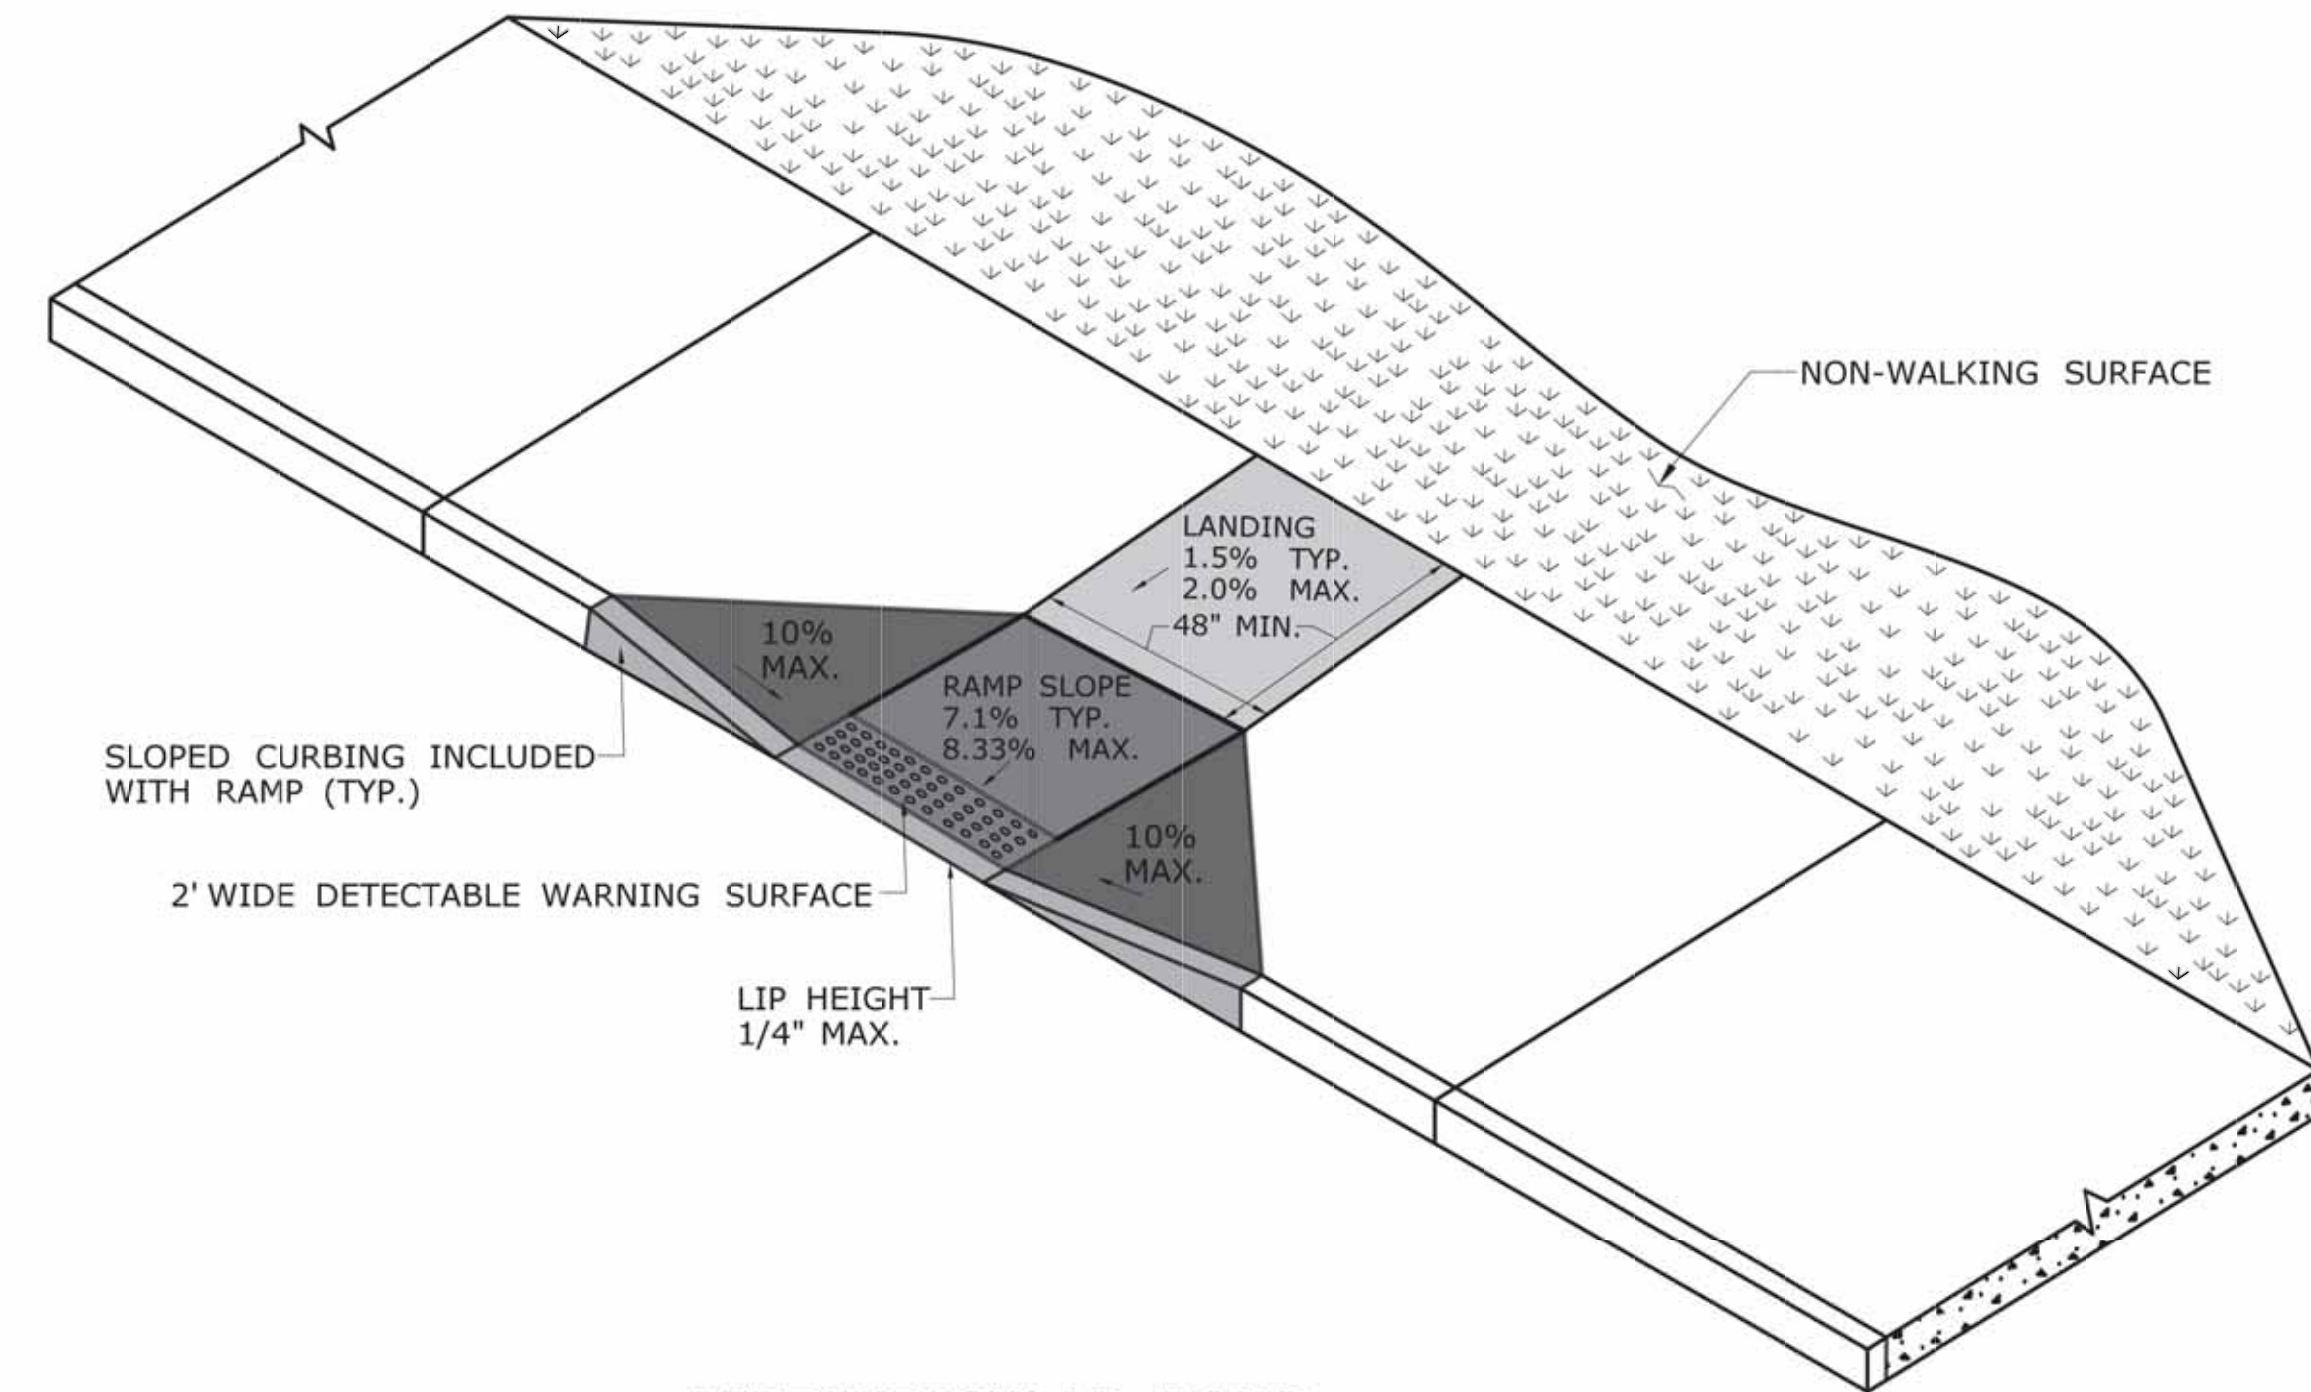 NON-WALKING SURFACE
LANDING
1.5% TYP.
2.0% MAX.
48" MIN.
10%
MAX.
RAMP SLOPE
7.1% TYP.
8.33% MAX.
SLOPED CURBING INCLUDED
WITH RAMP (TYP.)
10%
MAX.
2' WIDE DETECTABLE WARNING SURFACE
LIP HEIGHT
1/4" MAX.